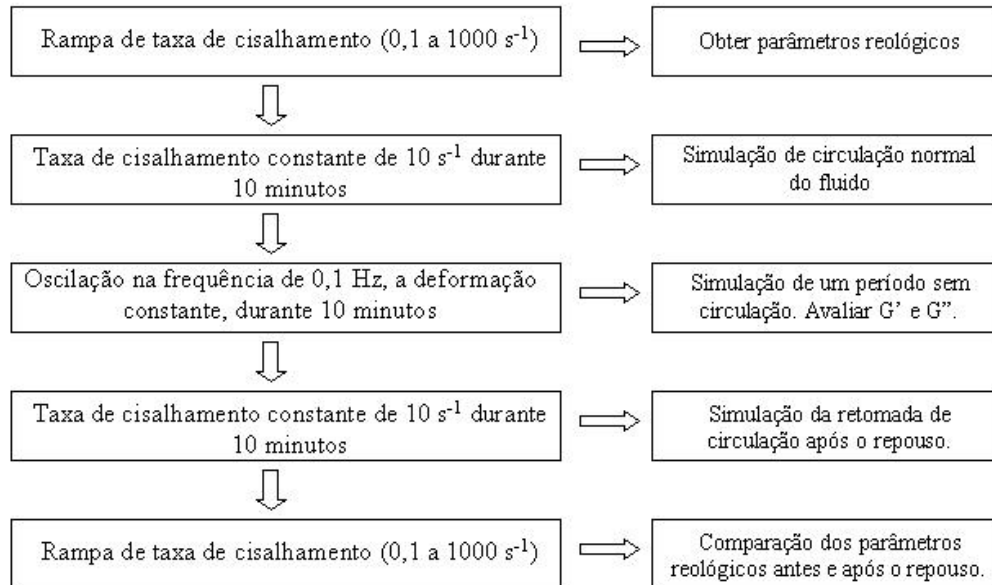 Rampa de taxa de cisalhamento (0,1 a 1000 s⁻¹)
Obter parâmetros reológicos
Taxa de cisalhamento constante de 10 s⁻¹ durante
10 minutos
Simulação de circulação normal
do fluido
Oscilação na frequência de 0,1 Hz, a deformação
constante, durante 10 minutos
Simulação de um período sem
circulação. Avaliar G’ e G”.
Taxa de cisalhamento constante de 10 s⁻¹ durante
10 minutos
Simulação da retomada de
circulação após o repouso.
Rampa de taxa de cisalhamento (0,1 a 1000 s⁻¹)
Comparação dos parâmetros
reológicos antes e após o repouso.